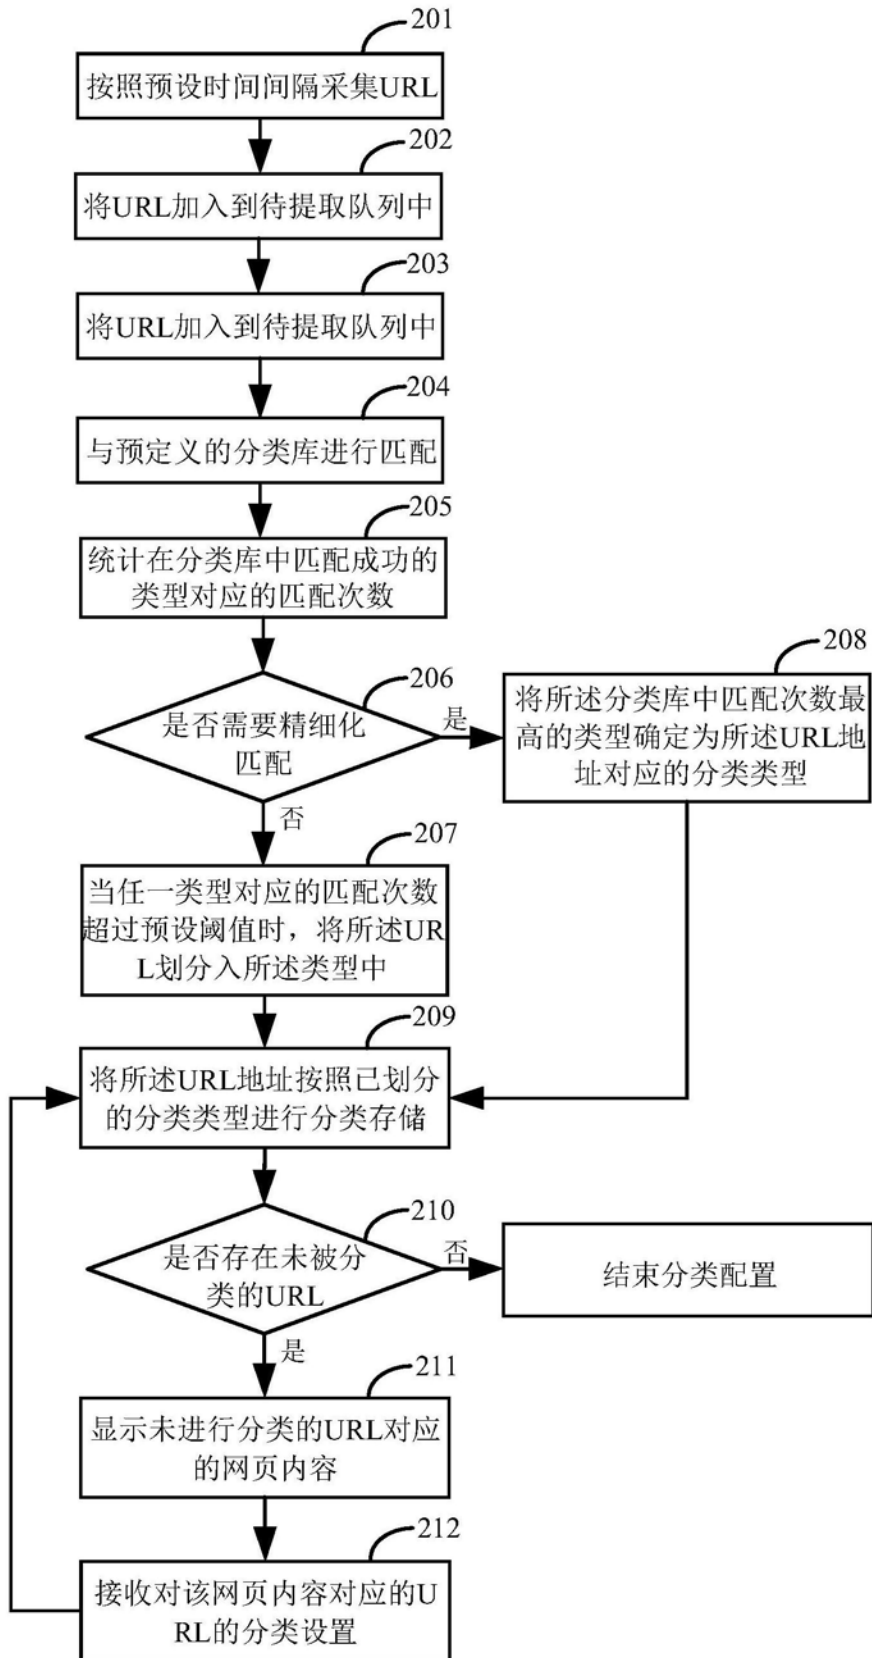 201
按照预设时间间隔采集URL
202
将URL加入到待提取队列中
203
将URL加入到待提取队列中
204
与预定义的分类库进行匹配
205
统计在分类库中匹配成功的
类型对应的匹配次数
206
是否需要精细化
匹配
是
208
将所述分类库中匹配次数最
高的类型确定为所述URL地
址对应的分类类型
否
207
当任一类型对应的匹配次数
超过预设阈值时，将所述UR
L划分入所述类型中
209
将所述URL地址按照已划分
的分类类型进行分类存储
210
是否存在未被分
类的URL
否
结束分类配置
是
211
显示未进行分类的URL对应
的网页内容
212
接收对该网页内容对应的U
RL的分类设置